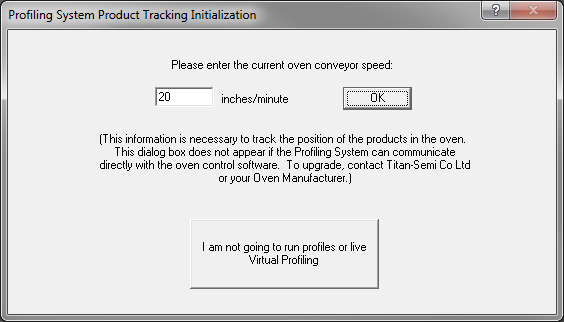 Profiling System Product Tracking Initialization
?
X
Please enter the current oven conveyor speed:
20 inches/minute OK
(This information is necessary to track the position of the products in the oven.
This dialog box does not appear if the Profiling System can communicate
directly with the oven control software. To upgrade, contact Titan-Semi Co Ltd
or your Oven Manufacturer.)
I am not going to run profiles or live
Virtual Profiling